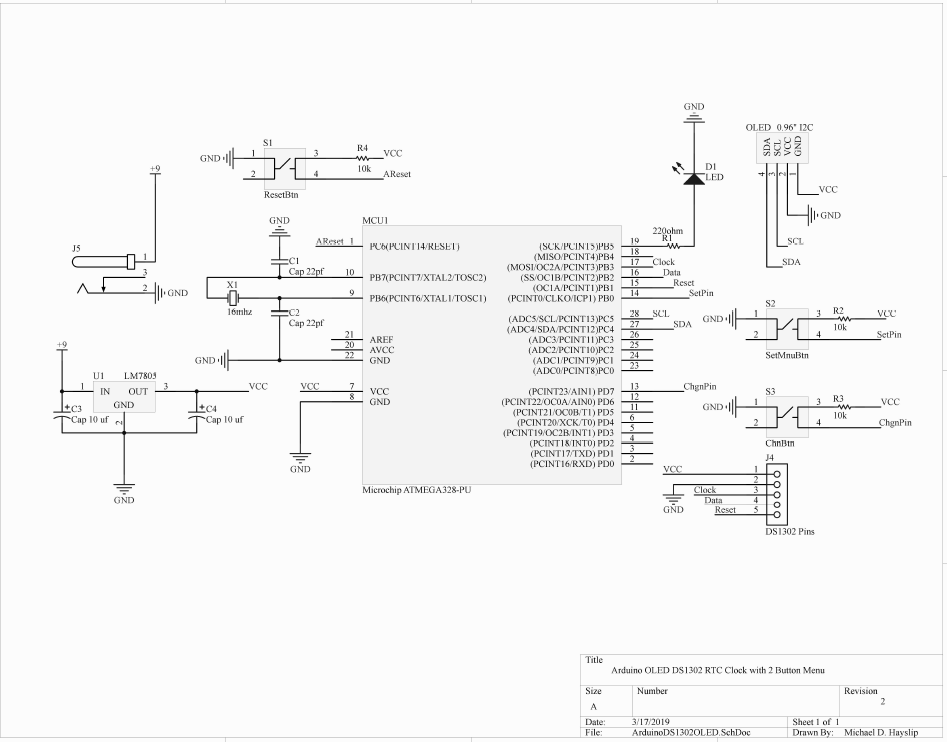 GND
OLED 0.96" I2C
SDA
SCL
VCC
GND
4
3
2
1
VCC
GND
SCL
SDA
D1
LED
220ohm
R1
S1
GND
1
2
3
4
R4
10k
VCC
AReset
ResetBtn
+9
J5
1
3
2
GND
GND
C1
Cap 22pf
X1
16mhz
C2
Cap 22pf
GND
MCU1
AReset 1 PC6(PCINT14/RESET)
10 PB7(PCINT7/XTAL2/TOSC2)
9 PB6(PCINT6/XTAL1/TOSC1)
21 AREF
20 AVCC
22 GND
VCC 7 VCC
8 GND
GND
(SCK/PCINT5)PB5 19
(MISO/PCINT4)PB4 18
(MOSI/OC2A/PCINT3)PB3 17 Clock
(SS/OC1B/PCINT2)PB2 16 Data
(OC1A/PCINT1)PB1 15 Reset
(PCINT0/CLKO/ICP1)PB0 14 SetPin
(ADC5/SCL/PCINT13)PC5 28 SCL
(ADC4/SDA/PCINT12)PC4 27 SDA
(ADC3/PCINT11)PC3 26
(ADC2/PCINT10)PC2 25
(ADC1/PCINT9)PC1 24
(ADC0/PCINT8)PC0 23
(PCINT23/AIN1) PD7 13 ChgnPin
(PCINT22/OC0A/AIN0) PD6 12
(PCINT21/OC0B/T1) PD5 11
(PCINT20/XCK/T0) PD4 6
(PCINT19/OC2B/INT1) PD3 5
(PCINT18/INT0) PD2 4
(PCINT17/TXD) PD1 3
(PCINT16/RXD) PD0 2
Microchip ATMEGA328-PU
+9
U1
LM7805
1
IN OUT
GND
3
2
VCC
C3
Cap 10 uf
C4
Cap 10 uf
GND
S2
GND
1
2
3
4
R2
10k
VCC
SetPin
SetMnuBtn
S3
GND
1
2
3
4
R3
10k
VCC
ChgnPin
ChnBtn
J4
VCC 1
2
GND
Clock 3
Data 4
Reset 5
DS1302 Pins
Title
Arduino OLED DS1302 RTC Clock with 2 Button Menu
Size
A
Number
Revision
2
Date: 3/17/2019 Sheet 1 of 1
File: ArduinoDS1302OLED.SchDoc Drawn By: Michael D. Hayslip